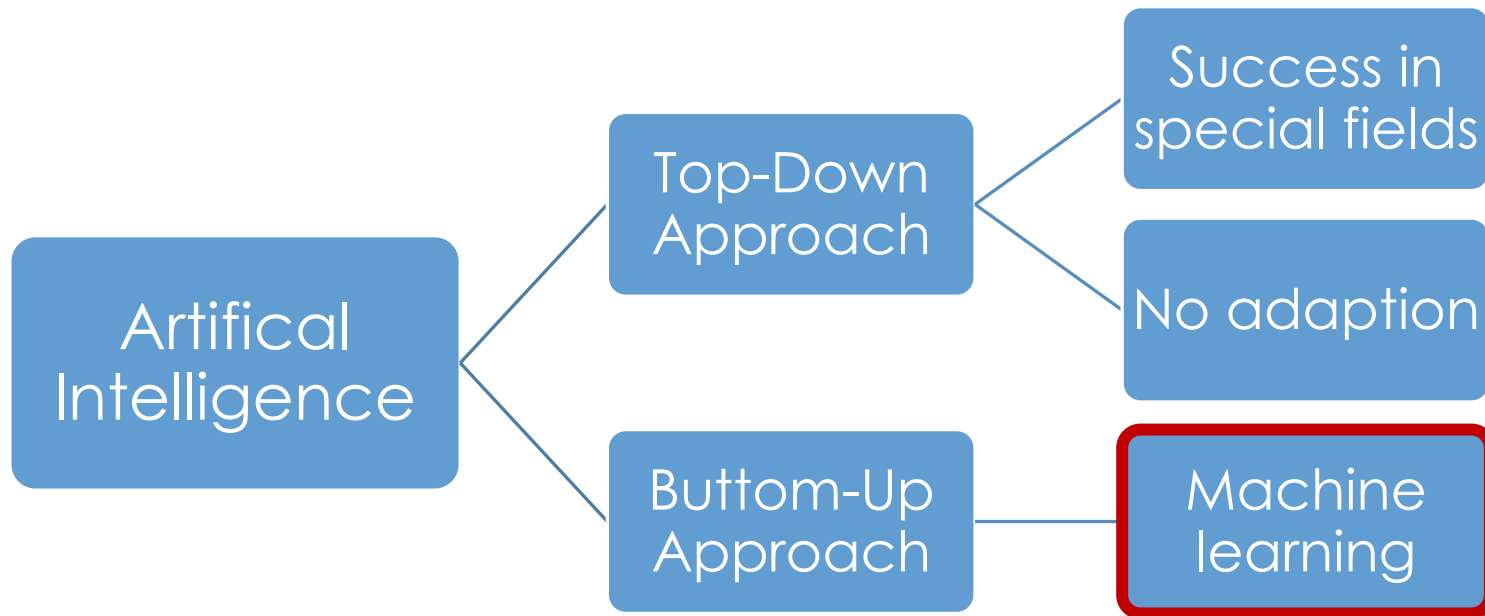 Artifical
Intelligence
Top-Down
Approach
Success in
special fields
No adaption
Buttom-Up
Approach
Machine
learning